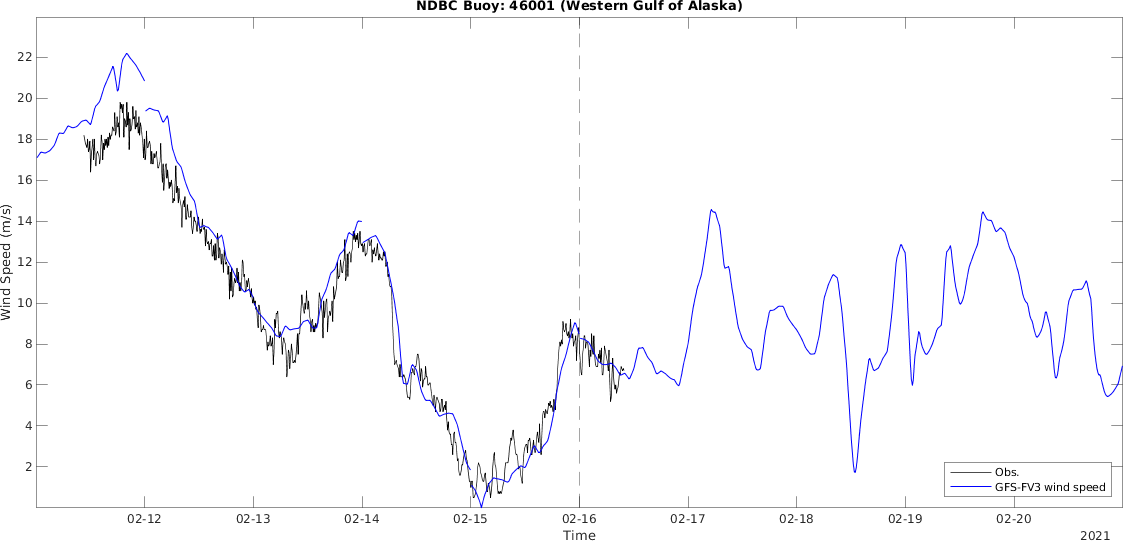 NDBC Buoy: 46001 (Western Gulf of Alaska)
Wind Speed (m/s)
22
20
18
16
14
12
10
8
6
4
2
Obs.
GFS-FV3 wind speed
02-12 02-13 02-14 02-15 02-16 02-17 02-18 02-19 02-20
Time
2021